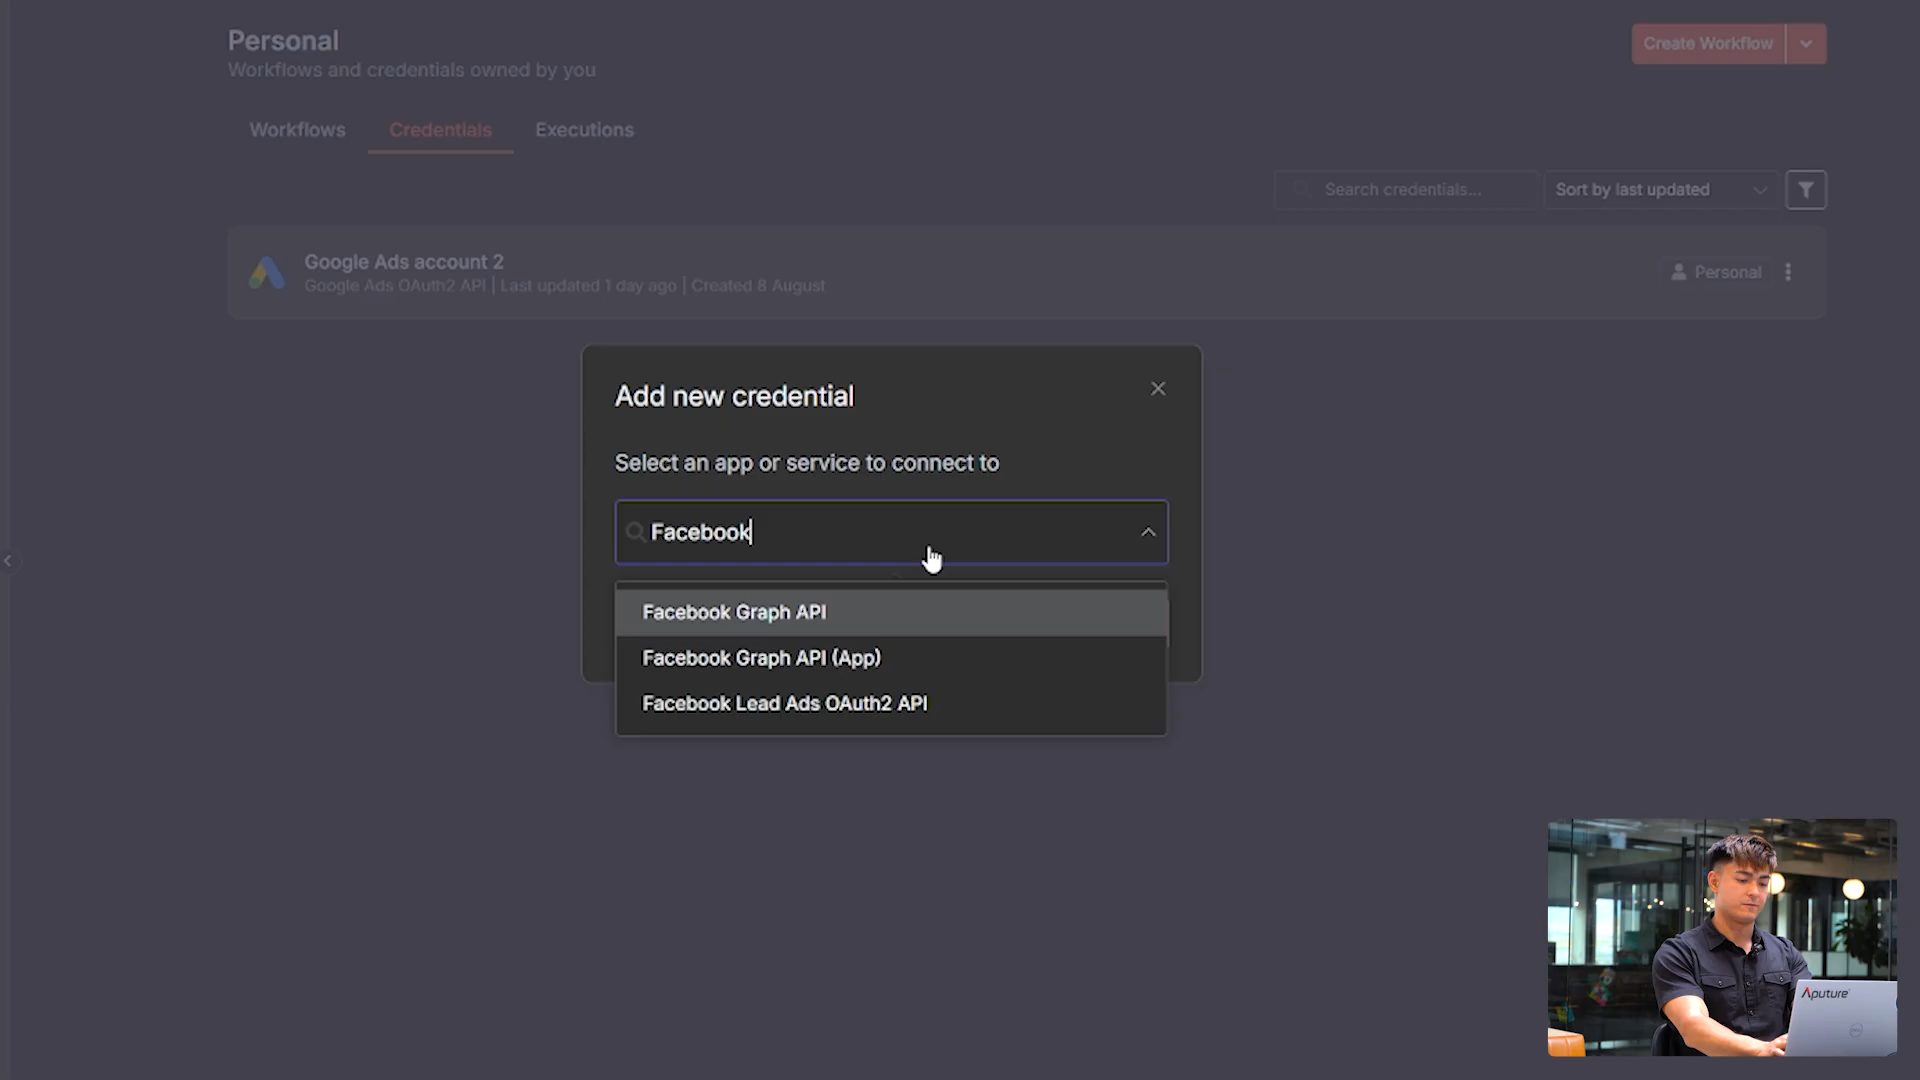 Personal
Workflows and credentials owned by you
Create Workflow
Workflows
Credentials
Executions
Search credentials...
Sort by last updated
Google Ads account 2
Google Ads OAuth2 API | Last updated 1 day ago | Created 8 August
Personal
Add new credential
Select an app or service to connect to
Facebook
Facebook Graph API
Facebook Graph API (App)
Facebook Lead Ads OAuth2 API
Aputure